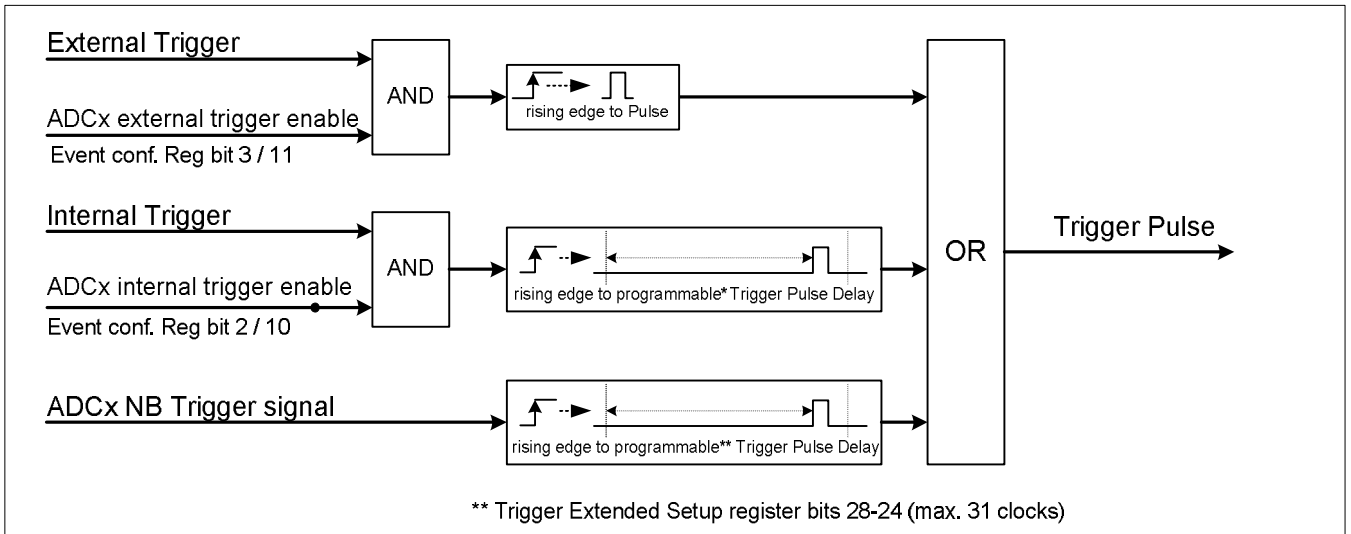 External Trigger
ADCx external trigger enable
Event conf. Reg bit 3 / 11
AND
rising edge to Pulse
Internal Trigger
ADCx internal trigger enable
Event conf. Reg bit 2 / 10
AND
rising edge to programmable* Trigger Pulse Delay
ADCx NB Trigger signal
rising edge to programmable** Trigger Pulse Delay
OR
Trigger Pulse
** Trigger Extended Setup register bits 28-24 (max. 31 clocks)